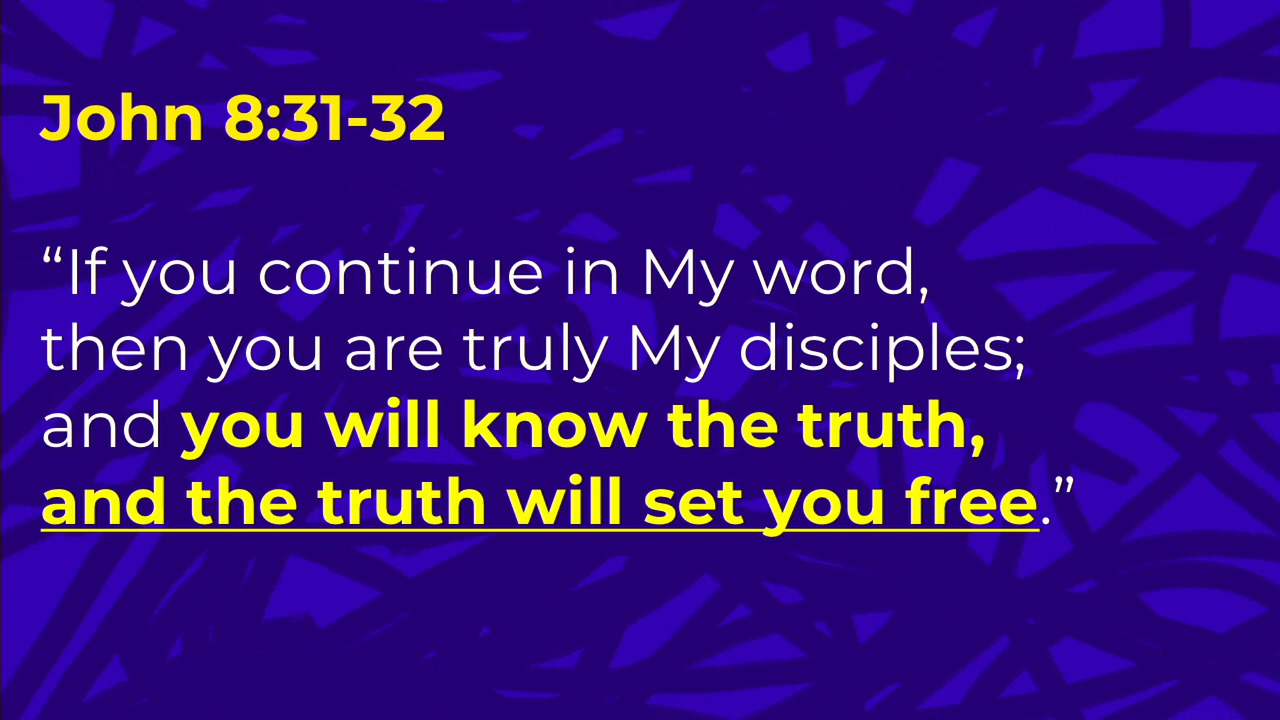 John 8:31-32
“If you continue in My word,
then you are truly My disciples;
and you will know the truth,
and the truth will set you free.”